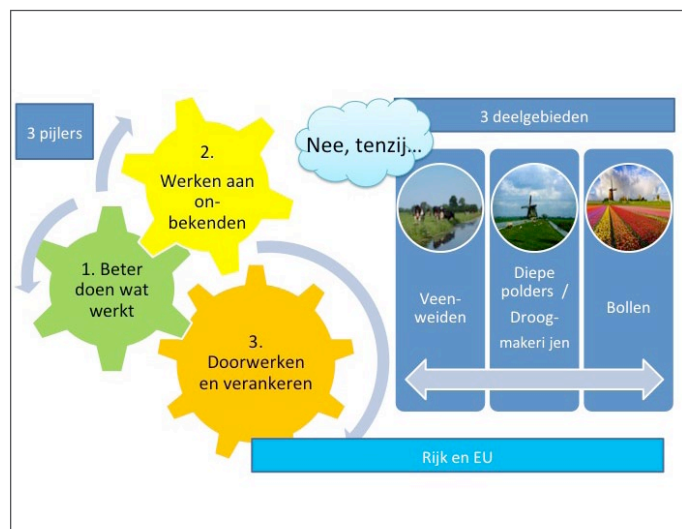 3 pijlers
2.
Werken aan
on-
bekenden
1. Beter
doen wat
werkt
3.
Doorwerken
en verankeren
Nee, tenzij...
3 deelgebieden
Veen-
weiden
Diepe
polders /
Droog-
makeri jen
Bollen
Rijk en EU